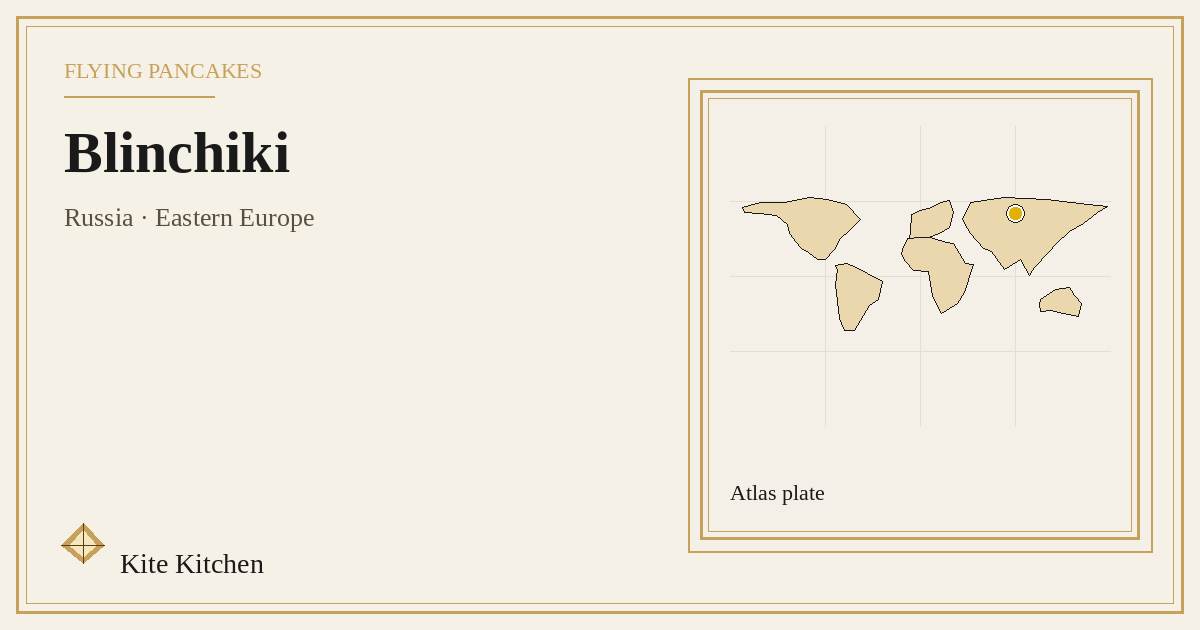 FLYING PANCAKES
Blinchiki
Russia · Eastern Europe
Atlas plate
Kite Kitchen